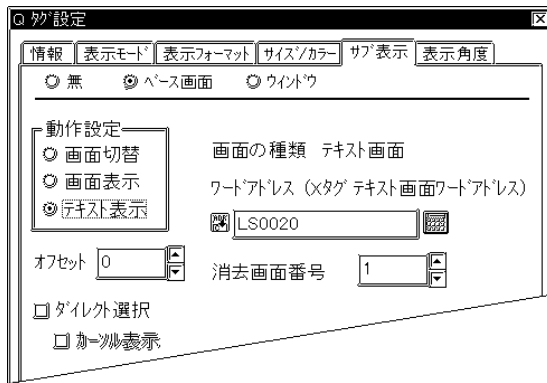 Q タグ設定
情報 表示モード 表示フォーマット サイズ/カラー サブ表示 表示角度
無 ベース画面 ウィンドウ
動作設定
画面切替
画面表示
テキスト表示
画面の種類 テキスト画面
ワードアドレス (Xタグ テキスト画面ワードアドレス)
LS0020
オフセット 0
消去画面番号 1
ダイレクト選択
カーソル表示